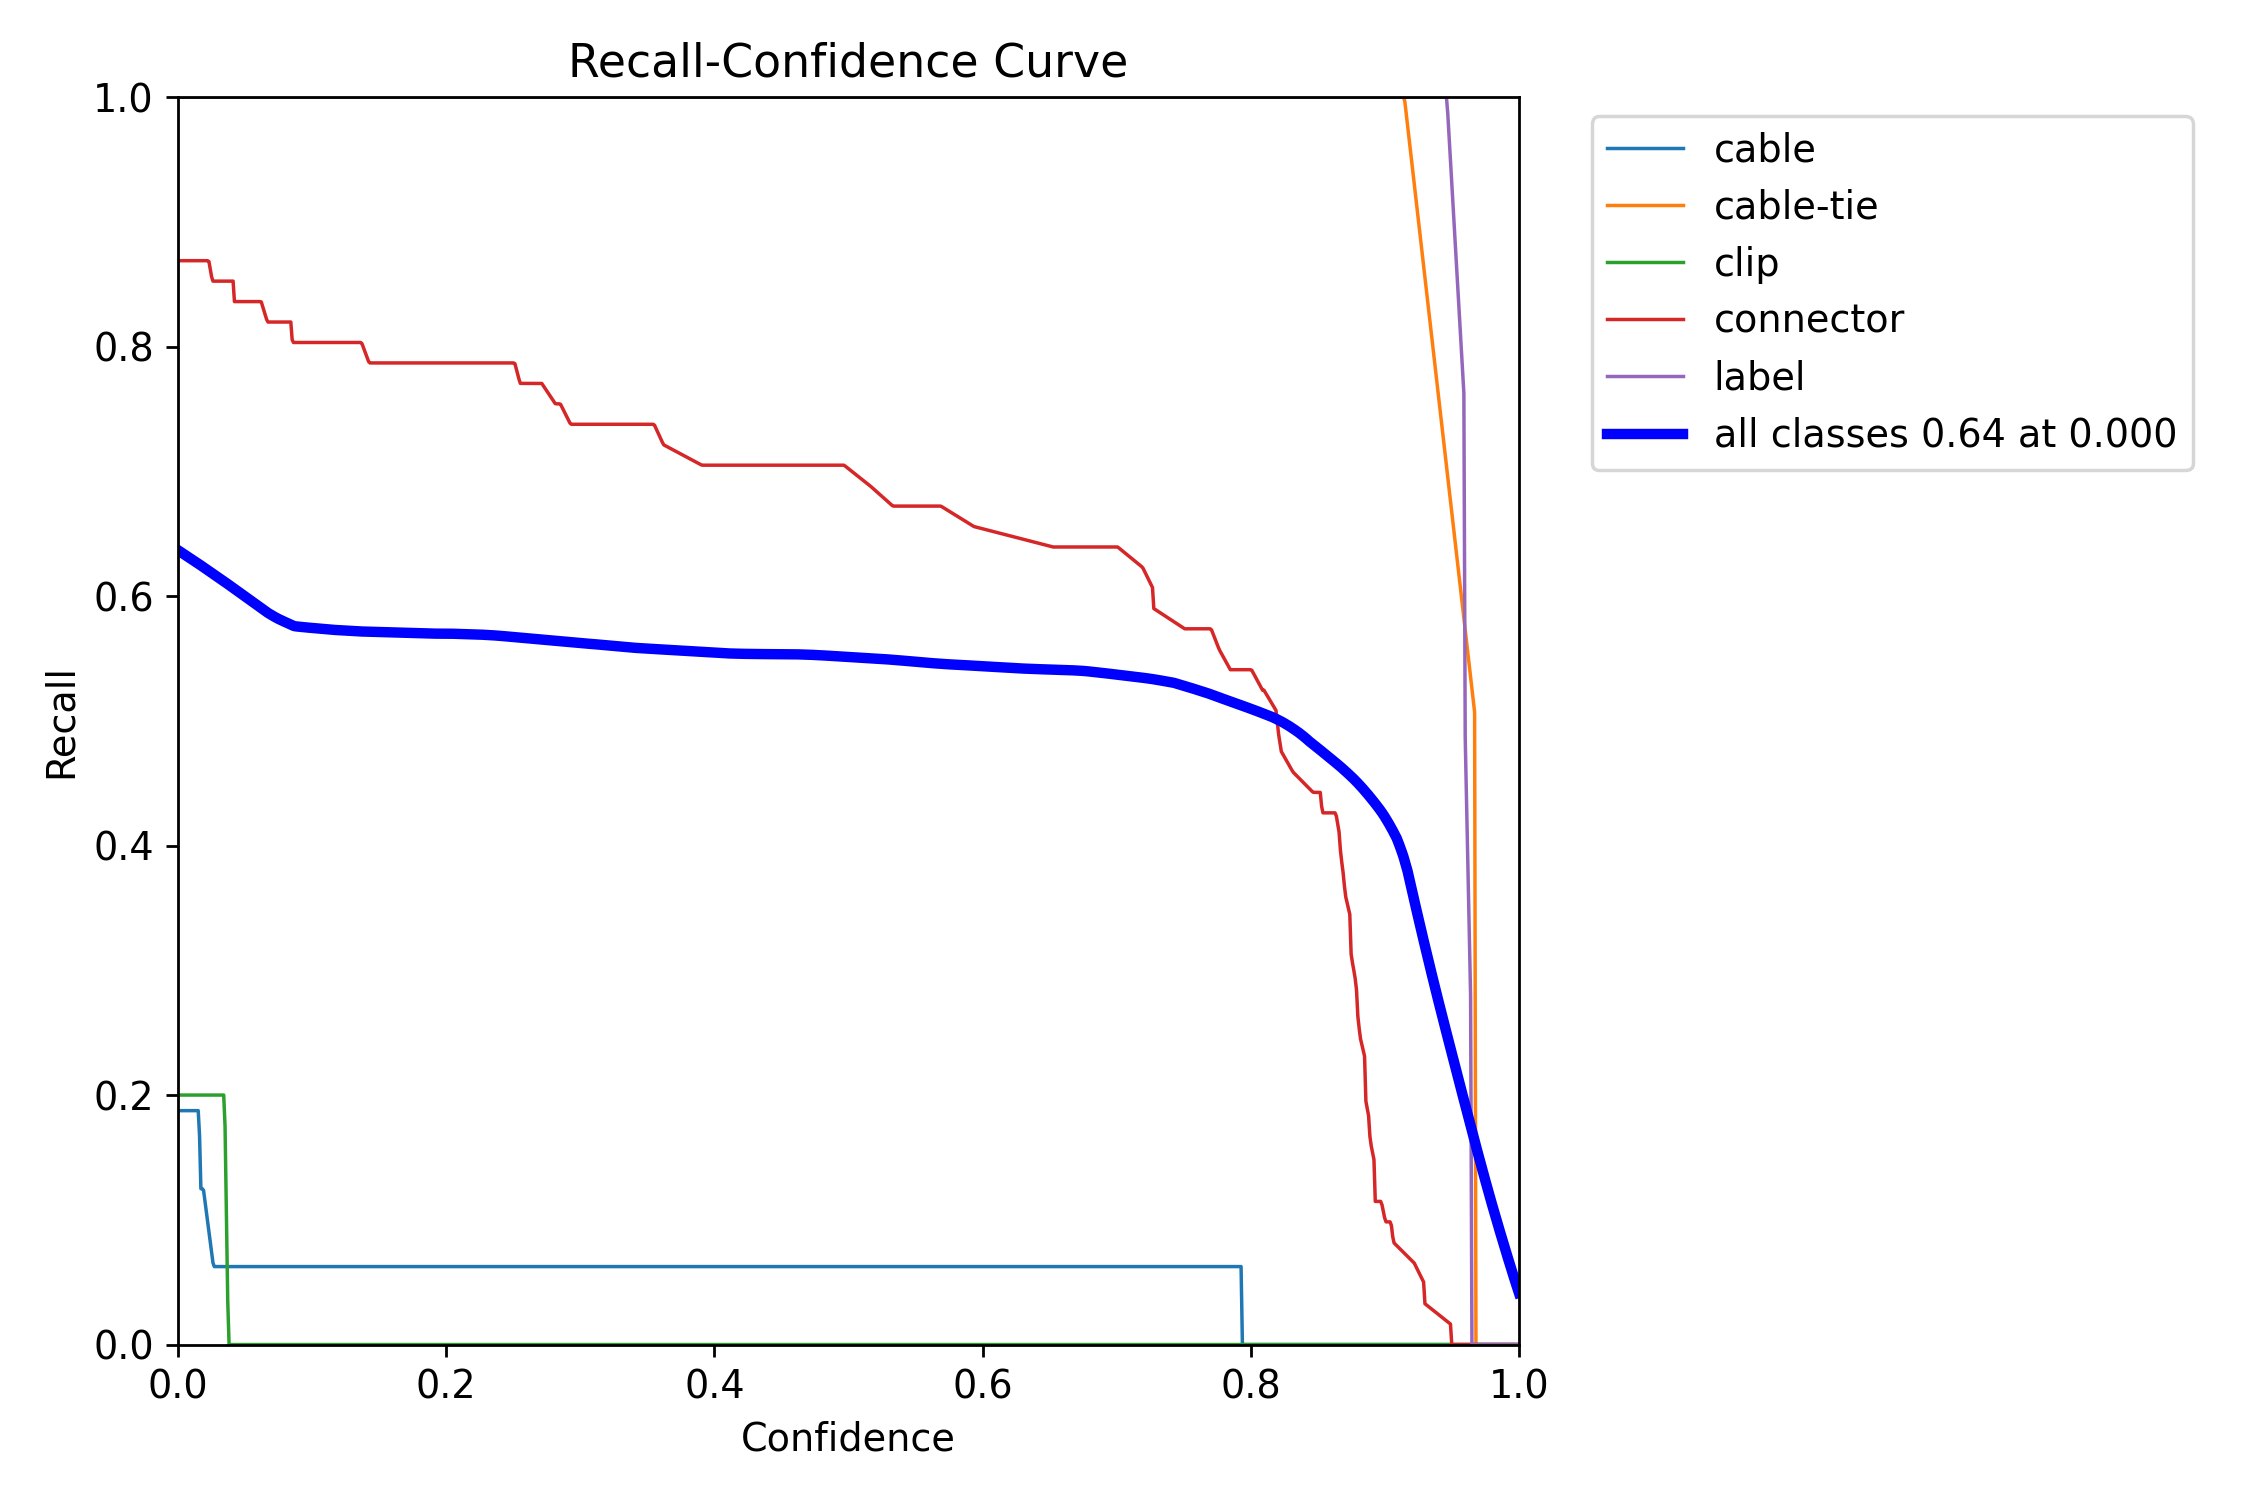 Recall-Confidence Curve
1.0
0.8
0.6
0.4
0.2
0.0
Recall
0.0 0.2 0.4 0.6 0.8 1.0
Confidence
cable
cable-tie
clip
connector
label
all classes 0.64 at 0.000